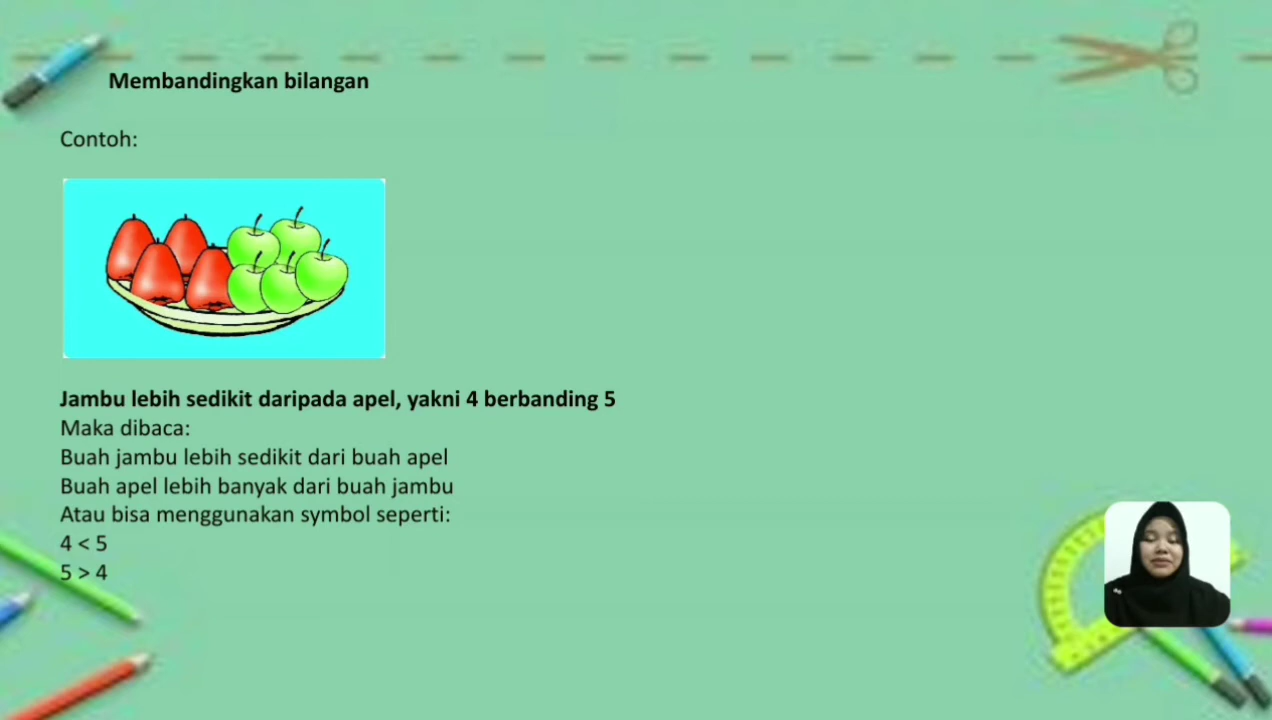 Membandingkan bilangan
Contoh:
Jambu lebih sedikit daripada apel, yakni 4 berbanding 5
Maka dibaca:
Buah jambu lebih sedikit dari buah apel
Buah apel lebih banyak dari buah jambu
Atau bisa menggunakan symbol seperti:
4 < 5
5 > 4